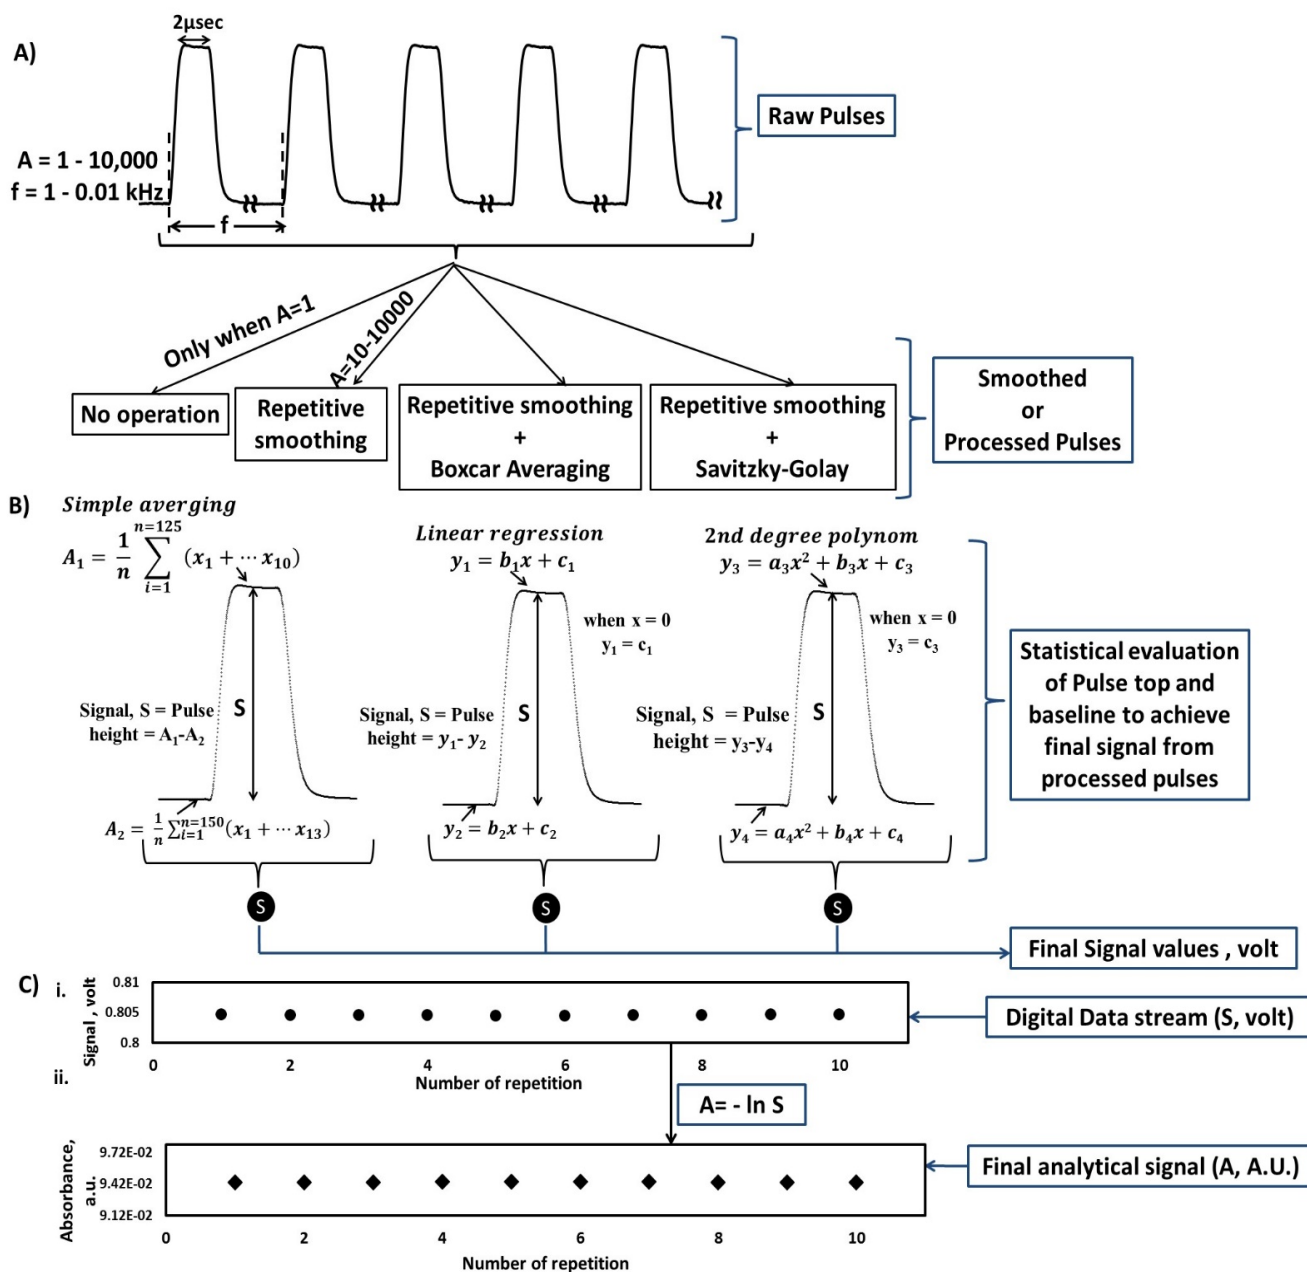 A)
2µsec
A = 1 - 10,000
f = 1 - 0.01 kHz
f
Raw Pulses
Only when A=1
A=10-10000
No operation
Repetitive
smoothing
Repetitive smoothing
+
Boxcar Averaging
Repetitive smoothing
+
Savitzky-Golay
Smoothed
or
Processed Pulses
B)
Simple averging
A₁ = 1/n ∑ᵢ₌₁ⁿ⁼¹²⁵ (x₁ + ⋯ x₁₀)
S
Signal, S = Pulse
height = A₁-A₂
A₂ = 1/n ∑ᵢ₌₁ⁿ⁼¹⁵⁰(x₁ + ⋯ x₁₃)
Linear regression
y₁ = b₁x + c₁
when x = 0
y₁ = c₁
S
Signal, S = Pulse
height = y₁- y₂
y₂ = b₂x + c₂
2nd degree polynom
y₃ = a₃x² + b₃x + c₃
when x = 0
y₃ = c₃
S
Signal, S = Pulse
height = y₃-y₄
y₄ = a₄x² + b₄x + c₄
Statistical evaluation
of Pulse top and
baseline to achieve
final signal from
processed pulses
S
S
S
Final Signal values , volt
C)
i.
Signal , volt
0.81
0.805
0.8
0 2 4 6 8 10
Number of repetition
Digital Data stream (S, volt)
ii.
A= - ln S
Absorbance,
a.u.
9.72E-02
9.42E-02
9.12E-02
0 2 4 6 8 10
Number of repetition
Final analytical signal (A, A.U.)